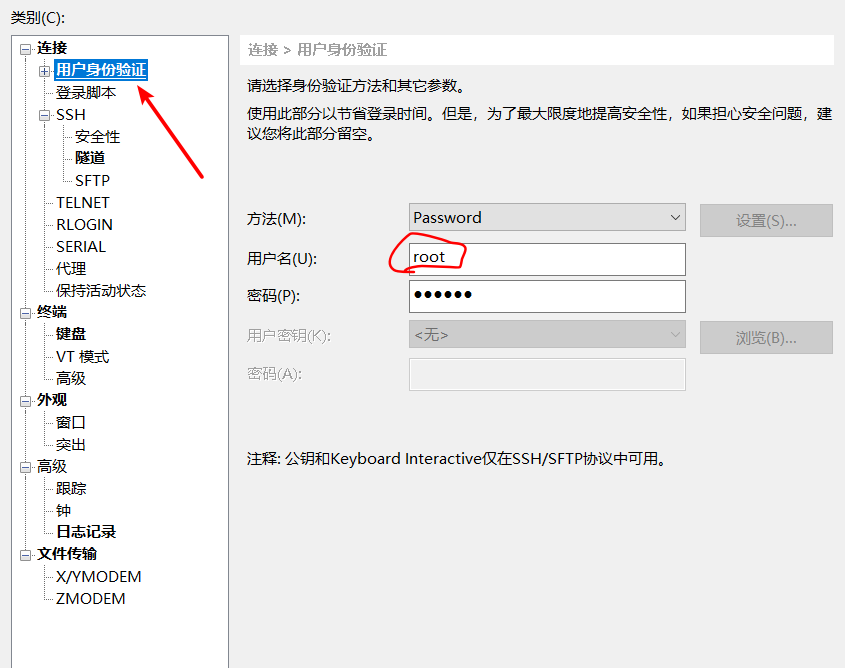 类别(C):
连接
用户身份验证
登录脚本
SSH
安全性
隧道
SFTP
TELNET
RLOGIN
SERIAL
代理
保持活动状态
终端
键盘
VT 模式
高级
外观
窗口
突出
高级
跟踪
钟
日志记录
文件传输
X/YMODEM
ZMODEM
连接 > 用户身份验证
请选择身份验证方法和其它参数。
使用此部分以节省登录时间。但是，为了最大限度地提高安全性，如果担心安全问题，建
议您将此部分留空。
方法(M):
Password
设置(S)...
用户名(U):
root
密码(P):
●●●●●●
用户密钥(K):
<无>
浏览(B)...
密码(A):
注释: 公钥和Keyboard Interactive仅在SSH/SFTP协议中可用。